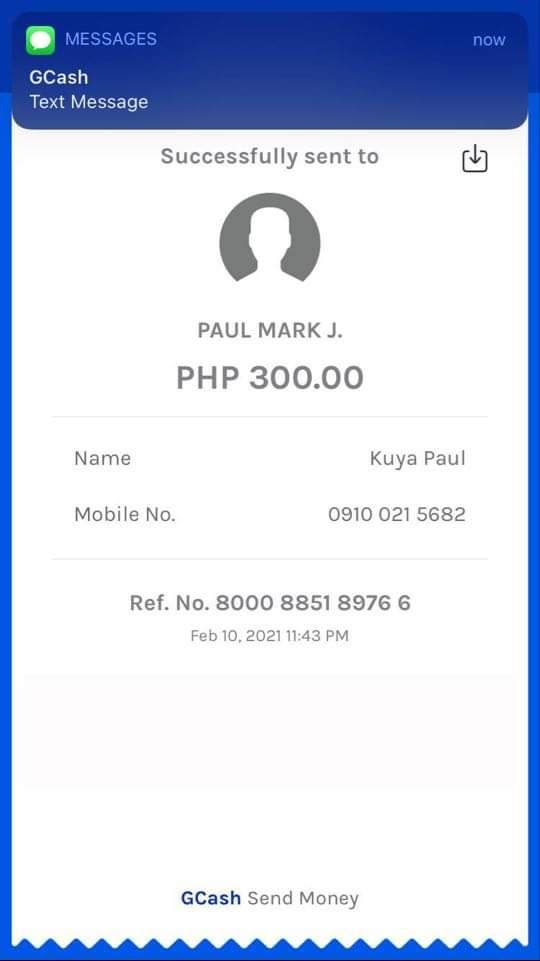 MESSAGES now
GCash
Text Message
Successfully sent to
PAUL MARK J.
PHP 300.00
Name Kuya Paul
Mobile No. 0910 021 5682
Ref. No. 8000 8851 8976 6
Feb 10, 2021 11:43 PM
GCash Send Money